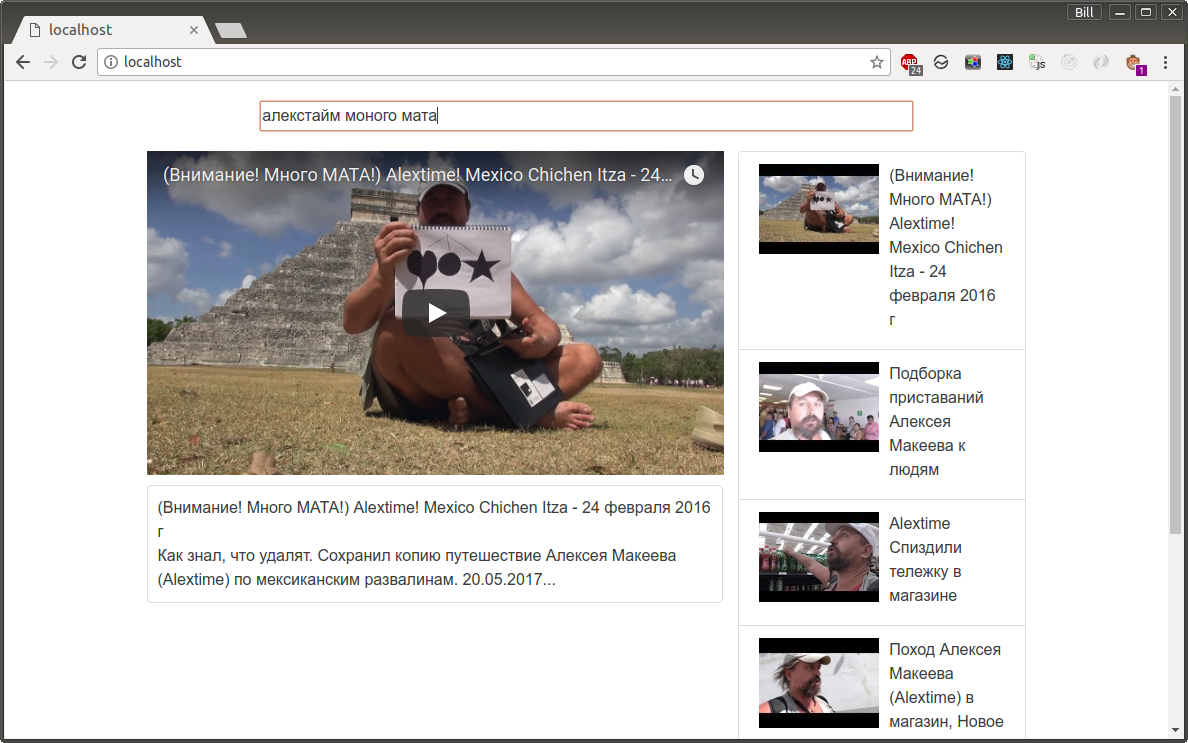 Bill
localhost
localhost
ABP
24
js
1
алекстайм моного мата
(Внимание! Много МАТА!) Alextime! Mexico Chichen Itza - 24...
(Внимание! Много МАТА!) Alextime! Mexico Chichen Itza - 24 февраля 2016
г
Как знал, что удалят. Сохранил копию путешествие Алексея Макеева
(Alextime) по мексиканским развалинам. 20.05.2017...
(Внимание!
Много МАТА!)
Alextime!
Mexico Chichen
Itza - 24
февраля 2016
г
Подборка
приставаний
Алексея
Макеева к
людям
Alextime
Спиздили
тележку в
магазине
Поход Алексея
Макеева
(Alextime) в
магазин, Новое